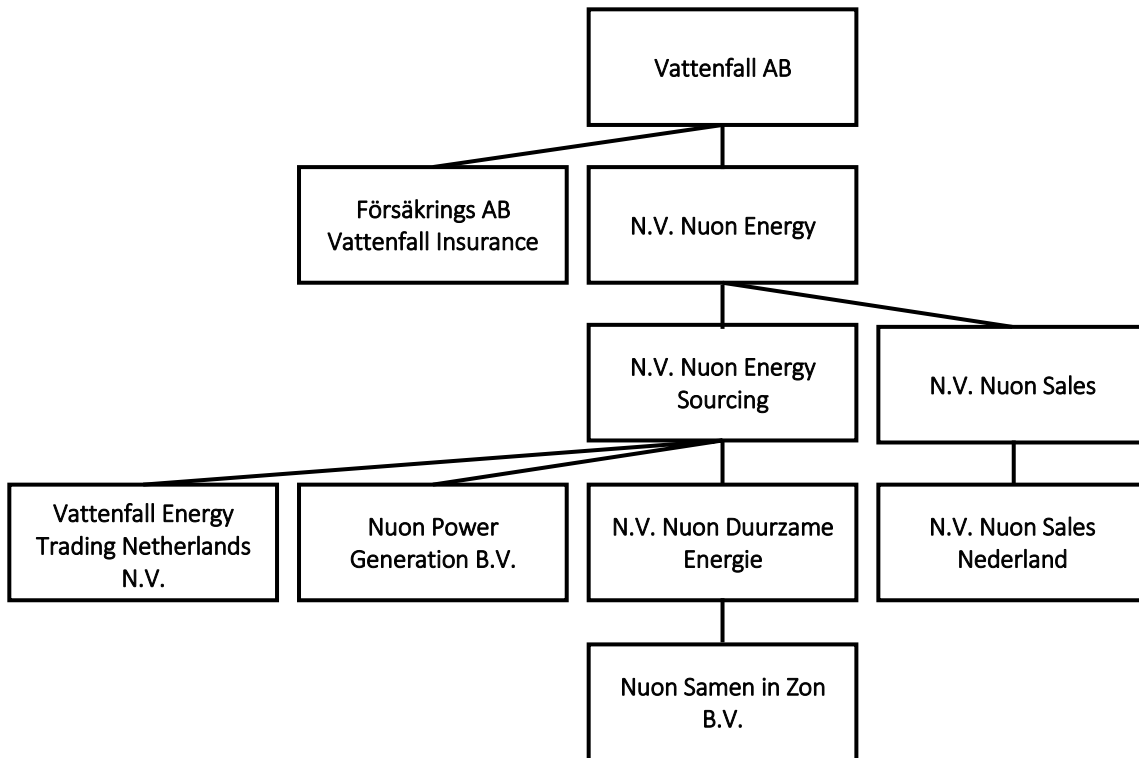 Vattenfall AB
Försäkrings AB
Vattenfall Insurance
N.V. Nuon Energy
N.V. Nuon Energy
Sourcing
N.V. Nuon Sales
Vattenfall Energy
Trading Netherlands
N.V.
Nuon Power
Generation B.V.
N.V. Nuon Duurzame
Energie
N.V. Nuon Sales
Nederland
Nuon Samen in Zon
B.V.